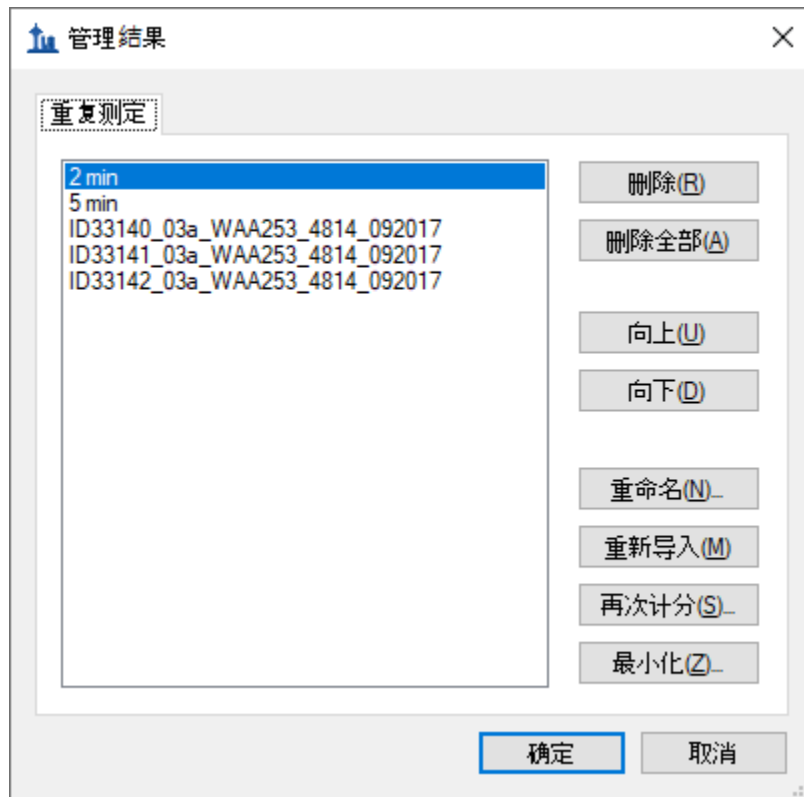 管理结果
重复测定
2 min
5 min
ID33140_03a_WAA253_4814_092017
ID33141_03a_WAA253_4814_092017
ID33142_03a_WAA253_4814_092017
删除(R)
删除全部(A)
向上(U)
向下(D)
重命名(N)...
重新导入(M)
再次计分(S)...
最小化(Z)...
确定
取消